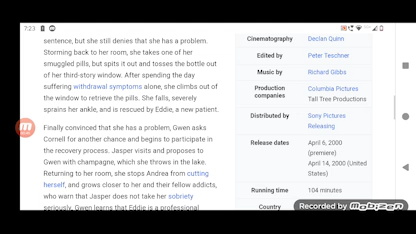 7:23
sentence, but she still denies that she has a problem.
Storming back to her room, she takes one of her
smuggled pills, but spits it out and tosses the bottle
out of her third-story window. After spending the day
suffering withdrawal symptoms alone, she climbs out
of the window to retrieve the pills. She falls, severely
sprains her ankle, and is rescued by Eddie, a new patient.
Finally convinced that she has a problem, Gwen asks
Cornell for another chance and begins to participate
in the recovery process. Jasper visits and proposes to
Gwen with champagne, which she throws in the lake.
Returning to her room, she stops Andrea from cutting
herself, and grows closer to her and their fellow addicts,
who warn that Jasper does not take her sobriety
seriously. Gwen learns that Eddie is a professional
Cinematography Declan Quinn
Edited by Peter Teschner
Music by Richard Gibbs
Production Columbia Pictures
companies Tall Tree Productions
Distributed by Sony Pictures
Releasing
Release dates April 6, 2000
(premiere)
April 14, 2000 (United
States)
Running time 104 minutes
Country
Recorded by Mobizen